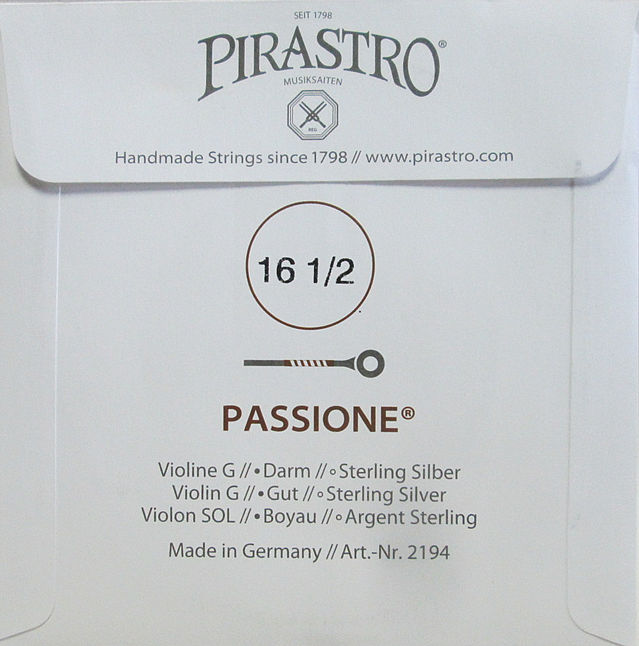 SEIT 1798
PIRASTRO®
MUSIKSAITEN
REG
Handmade Strings since 1798 // www.pirastro.com
16 1/2
PASSIONE®
Violine G // • Darm // ∘ Sterling Silber
Violin G // • Gut // ∘ Sterling Silver
Violon SOL // • Boyau // ∘ Argent Sterling
Made in Germany // Art.-Nr. 2194